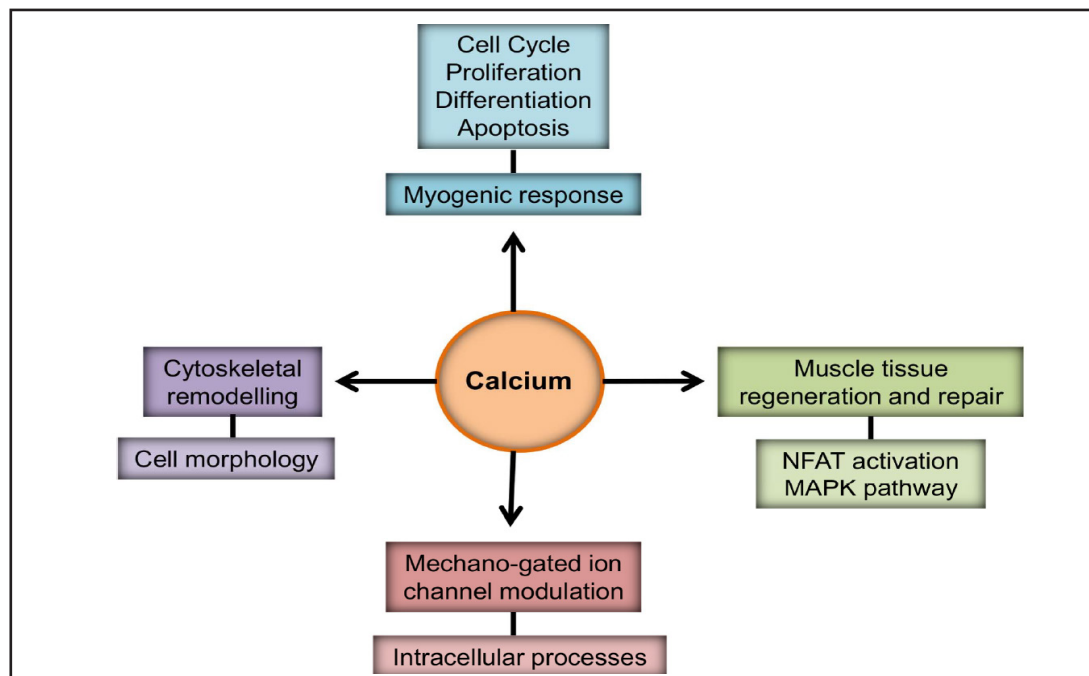 Cell Cycle
Proliferation
Differentiation
Apoptosis
Myogenic response
Cytoskeletal
remodelling
Cell morphology
Calcium
Muscle tissue
regeneration and repair
NFAT activation
MAPK pathway
Mechano-gated ion
channel modulation
Intracellular processes